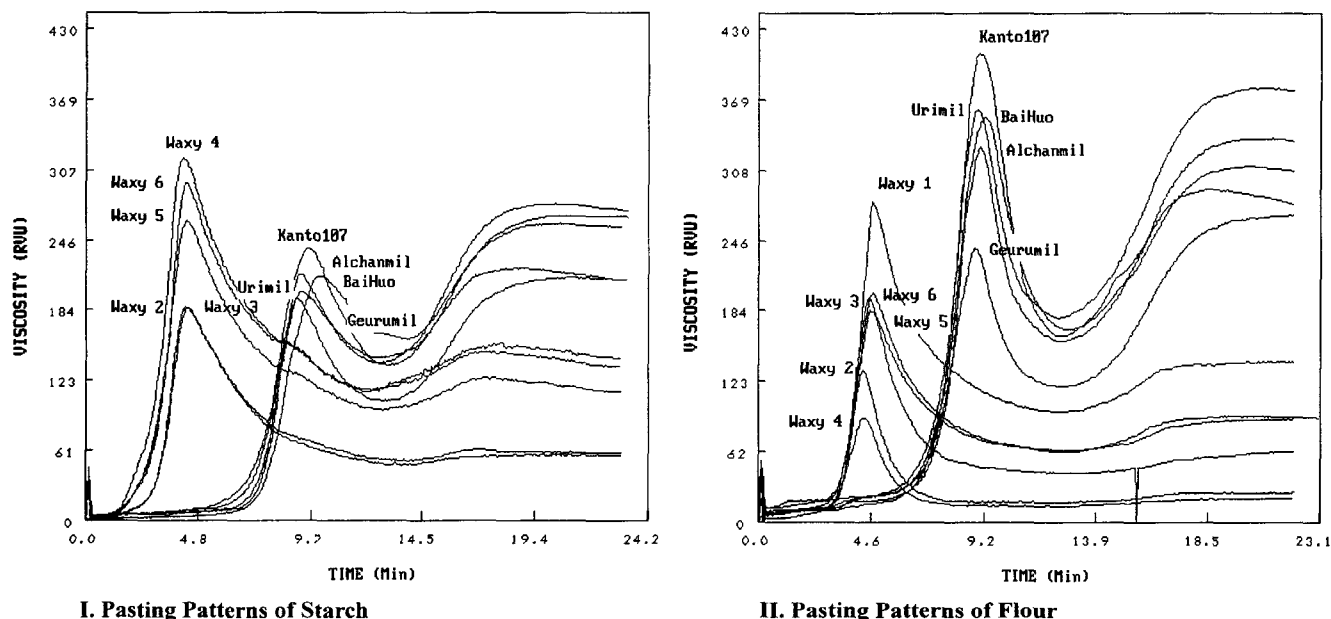 430
369
307
246
184
123
61
0
VISCOSITY (RVU)
Waxy 4
Waxy 6
Waxy 5
Waxy 2
Waxy 3
Kanto107
Alchanmil
Urimil
BaiHuo
Geurumil
0.0 4.8 9.7 14.5 19.4 24.2
TIME (Min)
I. Pasting Patterns of Starch
430
369
308
246
184
123
62
0
VISCOSITY (RVU)
Kanto107
Urimil
BaiHuo
Alchanmil
Waxy 1
Geurumil
Waxy 3
Waxy 6
Waxy 5
Waxy 2
Waxy 4
0.0 4.6 9.2 13.9 18.5 23.1
TIME (Min)
II. Pasting Patterns of Flour